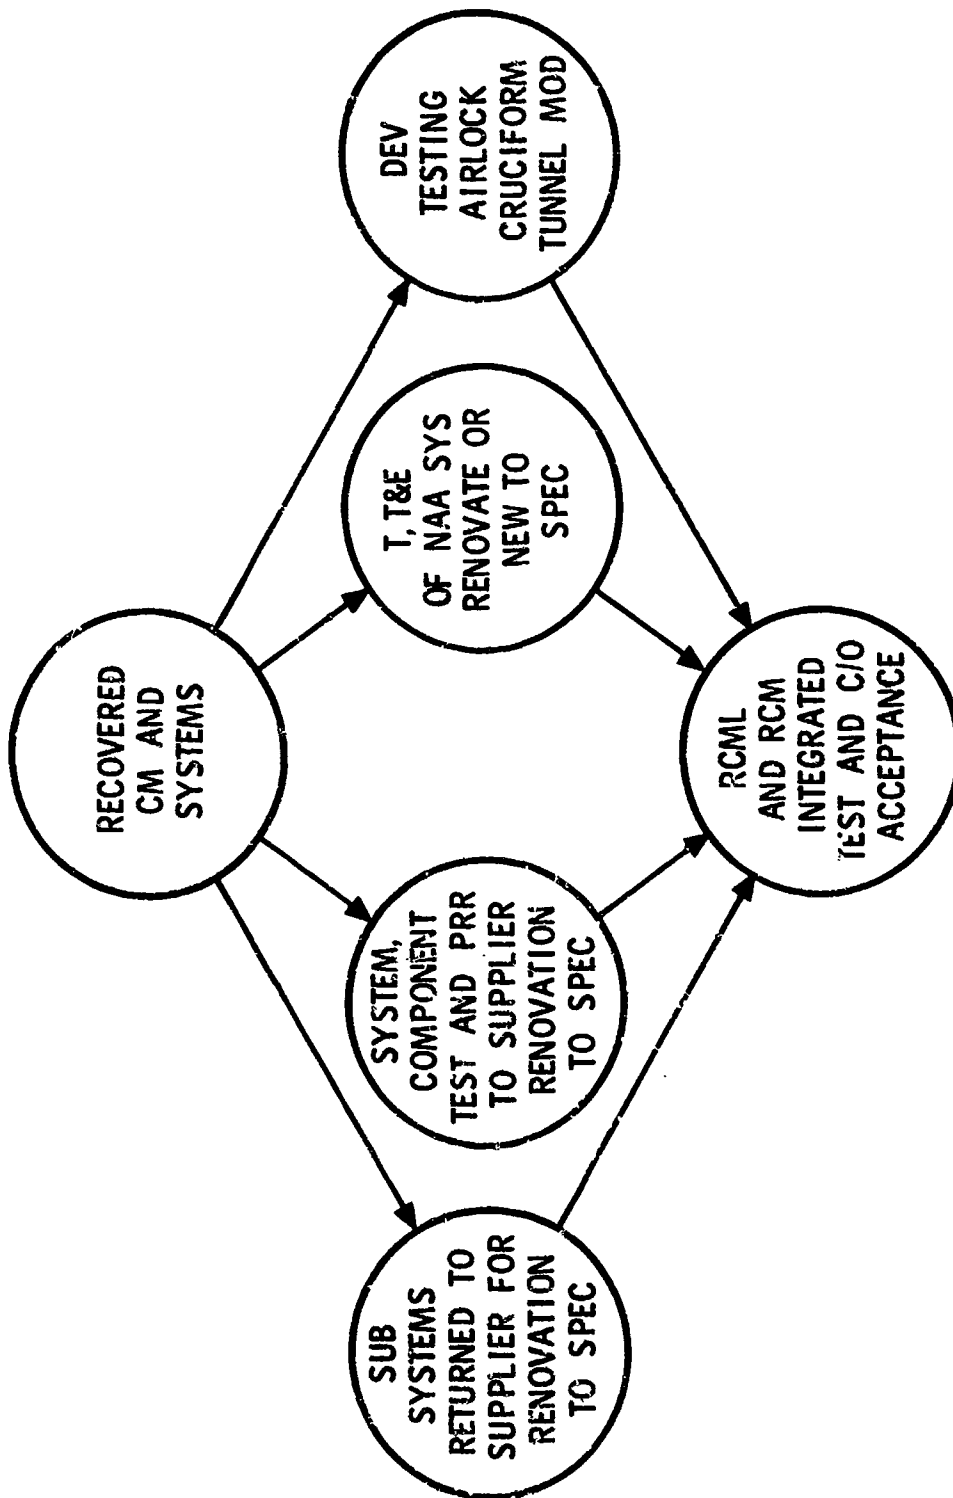 RECOVERED
CM AND
SYSTEMS
SUB
SYSTEMS
RETURNED TO
SUPPLIER FOR
RENOVATION
TO SPEC
SYSTEM,
COMPONENT
TEST AND PRR
TO SUPPLIER
RENOVATION
TO SPEC
T, T&E
OF NAA SYS
RENOVATE OR
NEW TO
SPEC
DEV
TESTING
AIRLOCK
CRUCIFORM
TUNNEL MOD
RCML
AND RCM
INTEGRATED
TEST AND C/O
ACCEPTANCE